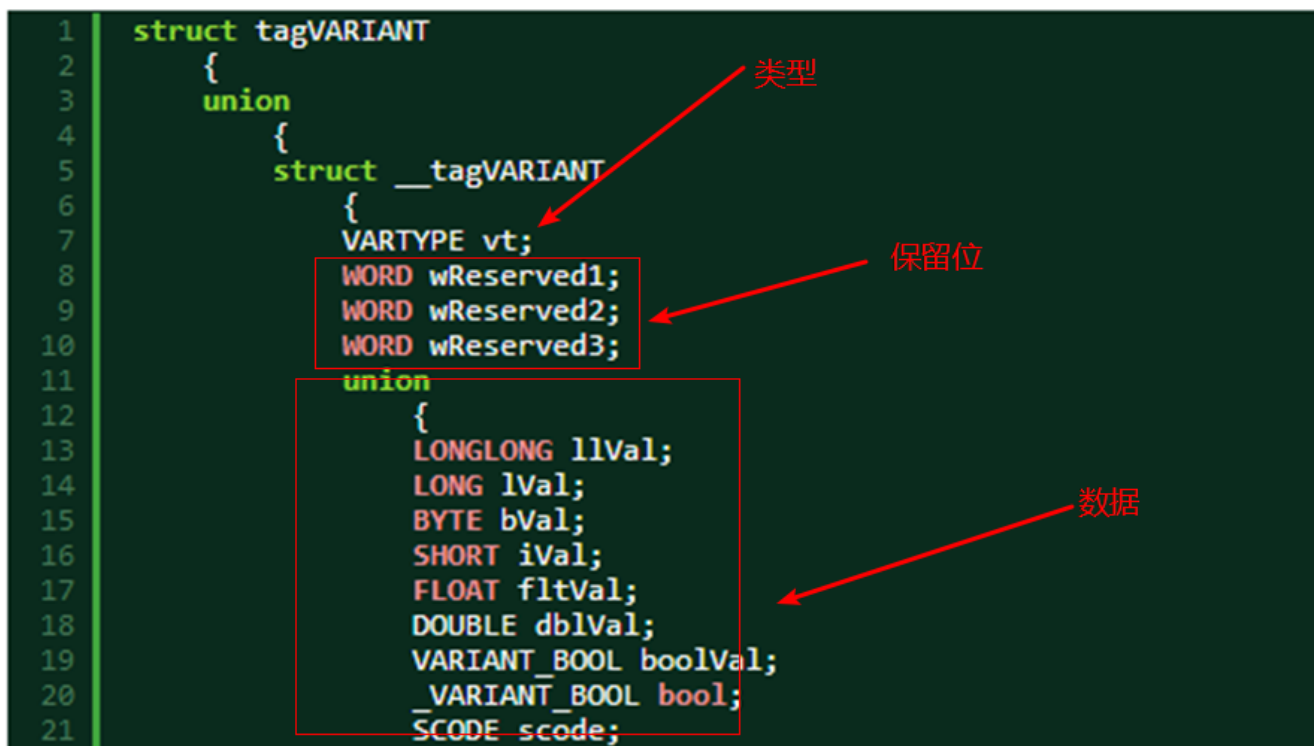 1 struct tagVARIANT
类型
2 {
3 union
4 {
5 struct __tagVARIANT
6 {
7 VARTYPE vt;
保留位
8 WORD wReserved1;
9 WORD wReserved2;
10 WORD wReserved3;
11 union
12 {
13 LONGLONG llVal;
14 LONG lVal;
数据
15 BYTE bVal;
16 SHORT iVal;
17 FLOAT fltVal;
18 DOUBLE dblVal;
19 VARIANT_BOOL boolVal;
20 _VARIANT_BOOL bool;
21 SCODE scode;